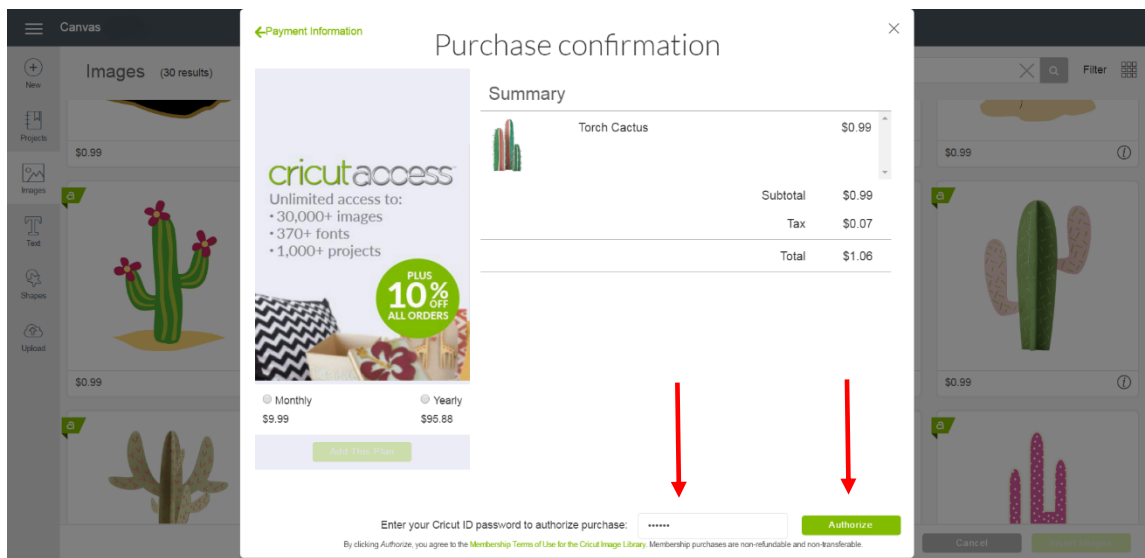 Canvas
New
Projects
Images
Text
Shapes
Upload
Images (30 results)
Filter
$0.99
a
$0.99
a
$0.99
a
$0.99
a
Payment Information
Purchase confirmation
cricut access
Unlimited access to:
• 30,000+ images
• 370+ fonts
• 1,000+ projects
PLUS
10%
OFF
ALL ORDERS
Monthly
Yearly
$9.99
$95.88
Add This Plan
Summary
Torch Cactus $0.99
Subtotal $0.99
Tax $0.07
Total $1.06
Enter your Cricut ID password to authorize purchase: ••••••
Authorize
By clicking Authorize, you agree to the Membership Terms of Use for the Cricut Image Library. Membership purchases are non-refundable and non-transferable.
Cancel